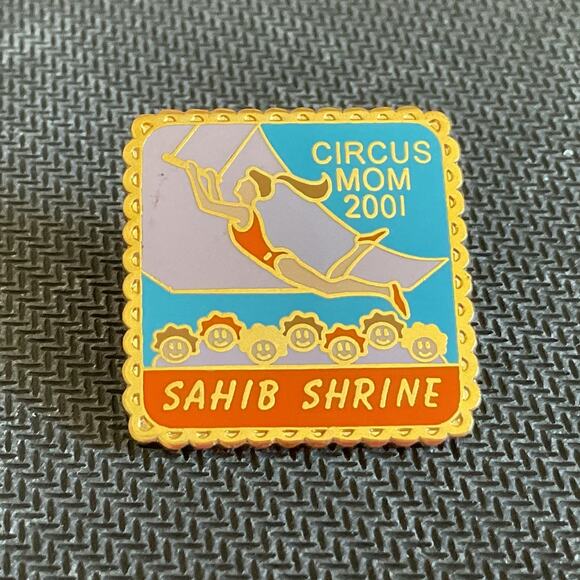 CIRCUS
MOM
2001
SAHIB SHRINE